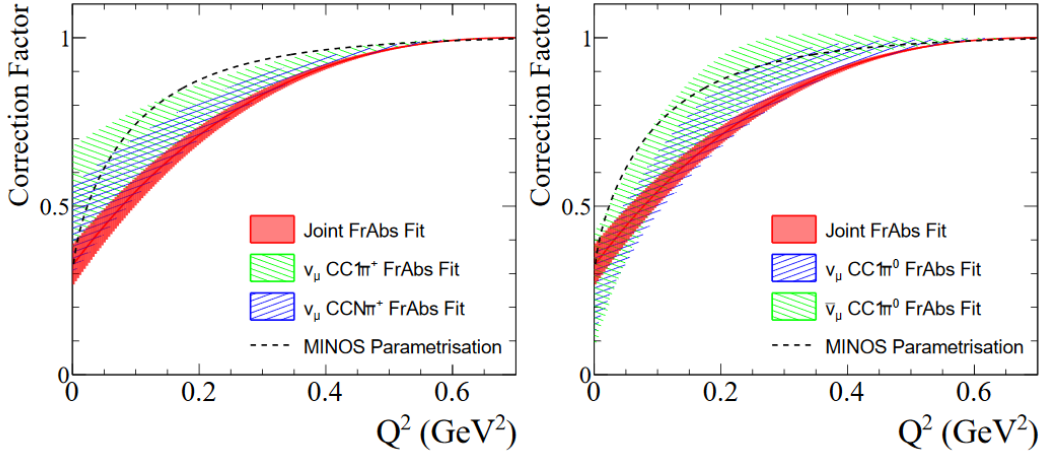 Correction Factor
1
0.5
0
Joint FrAbs Fit
νμ CC1π+ FrAbs Fit
νμ CCNπ+ FrAbs Fit
MINOS Parametrisation
0 0.2 0.4 0.6
Q² (GeV²)
Correction Factor
1
0.5
0
Joint FrAbs Fit
νμ CC1π⁰ FrAbs Fit
ν̅μ CC1π⁰ FrAbs Fit
MINOS Parametrisation
0 0.2 0.4 0.6
Q² (GeV²)